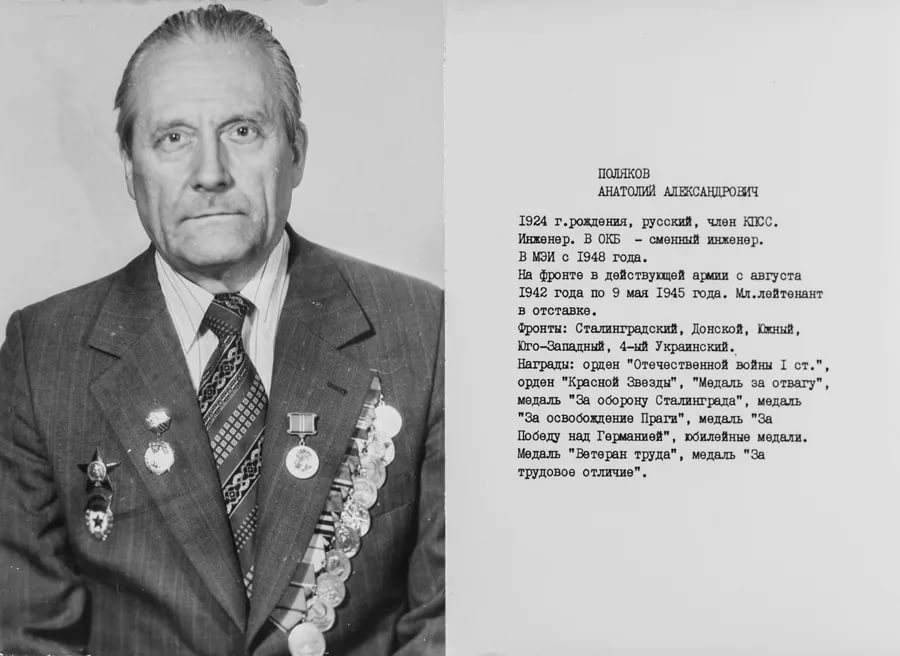 ПОЛЯКОВ
АНАТОЛИЙ АЛЕКСАНДРОВИЧ
1924 г.рождения, русский, член КПСС.
Инженер. В ОКБ - сменный инженер.
В МЭИ с 1948 года.
На фронте в действующей армии с августа
1942 года по 9 мая 1945 года. Мл.лейтенант
в отставке.
Фронты: Сталинградский, Донской, Южный,
Юго-Западный, 4-ый Украинский.
Награды: орден "Отечественной войны I ст.",
орден "Красной Звезды", "Медаль за отвагу",
медаль "За оборону Сталинграда", медаль
"За освобождение Праги", медаль "За
Победу над Германией", юбилейные медали.
Медаль "Ветеран труда", медаль "За
трудовое отличие".